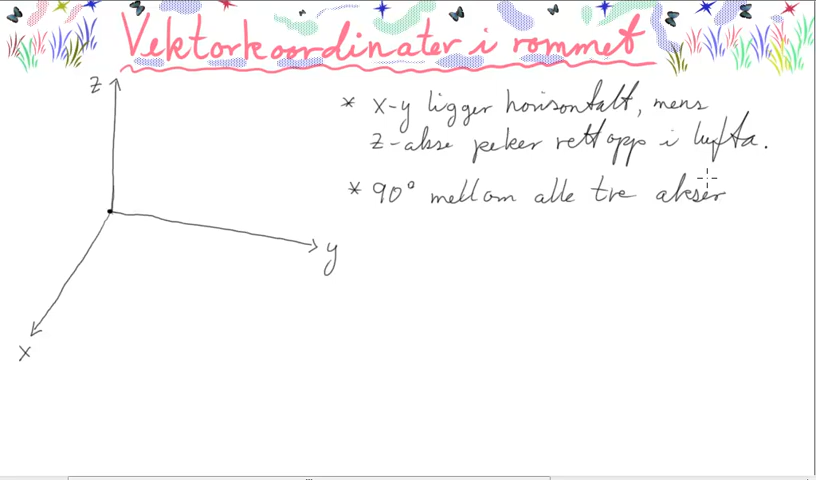 Vektorkoordinater i rommet
z
* x-y ligger horisontalt, mens
z-akse peker rett opp i lufta.
* 90° mellom alle tre akser
y
x